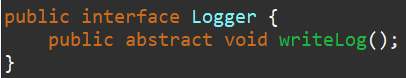 public interface Logger {
    public abstract void writeLog();
}